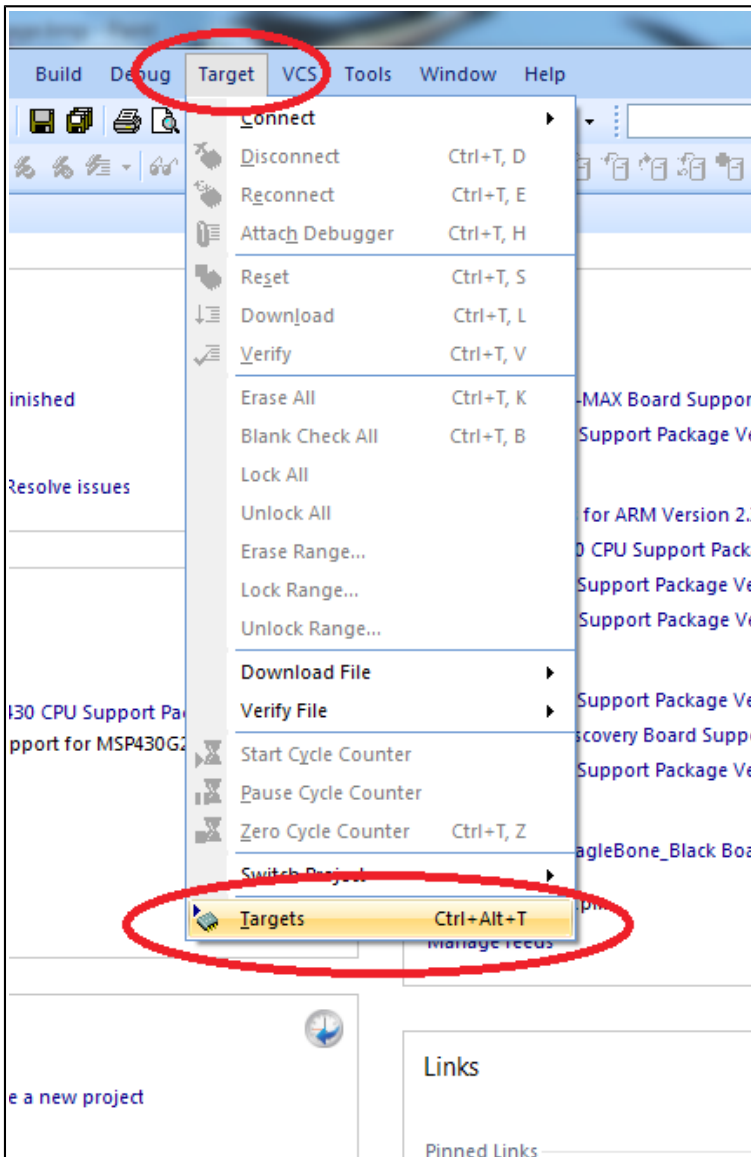 Build Debug Target VCS Tools Window Help
Connect
Disconnect Ctrl+T, D
Reconnect Ctrl+T, E
Attach Debugger Ctrl+T, H
Reset Ctrl+T, S
Download Ctrl+T, L
Verify Ctrl+T, V
inished
Erase All Ctrl+T, K
-MAX Board Suppor
Blank Check All Ctrl+T, B
Support Package Ve
Lock All
Resolve issues
Unlock All
for ARM Version 2.
Erase Range...
0 CPU Support Pack
Lock Range...
Support Package Ve
Unlock Range...
Support Package Ve
Download File
Verify File
Support Package Ve
430 CPU Support Pa
scovery Board Supp
pport for MSP430G2
Start Cycle Counter
Support Package Ve
Pause Cycle Counter
Zero Cycle Counter Ctrl+T, Z
agleBone_Black Boa
Switch Project
Targets Ctrl+Alt+T
Manage feeds
Links
e a new project
Pinned Links